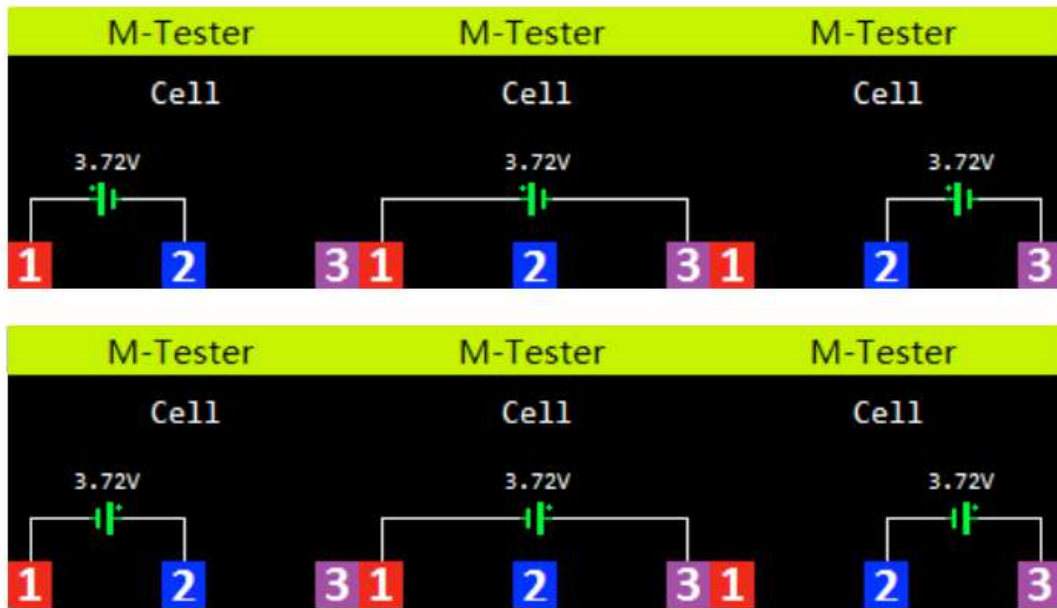 M-Tester M-Tester M-Tester
Cell Cell Cell
3.72V 3.72V 3.72V
+ + +
1 2 3 1 2 3 1 2 3
M-Tester M-Tester M-Tester
Cell Cell Cell
3.72V 3.72V 3.72V
+ + +
1 2 3 1 2 3 1 2 3